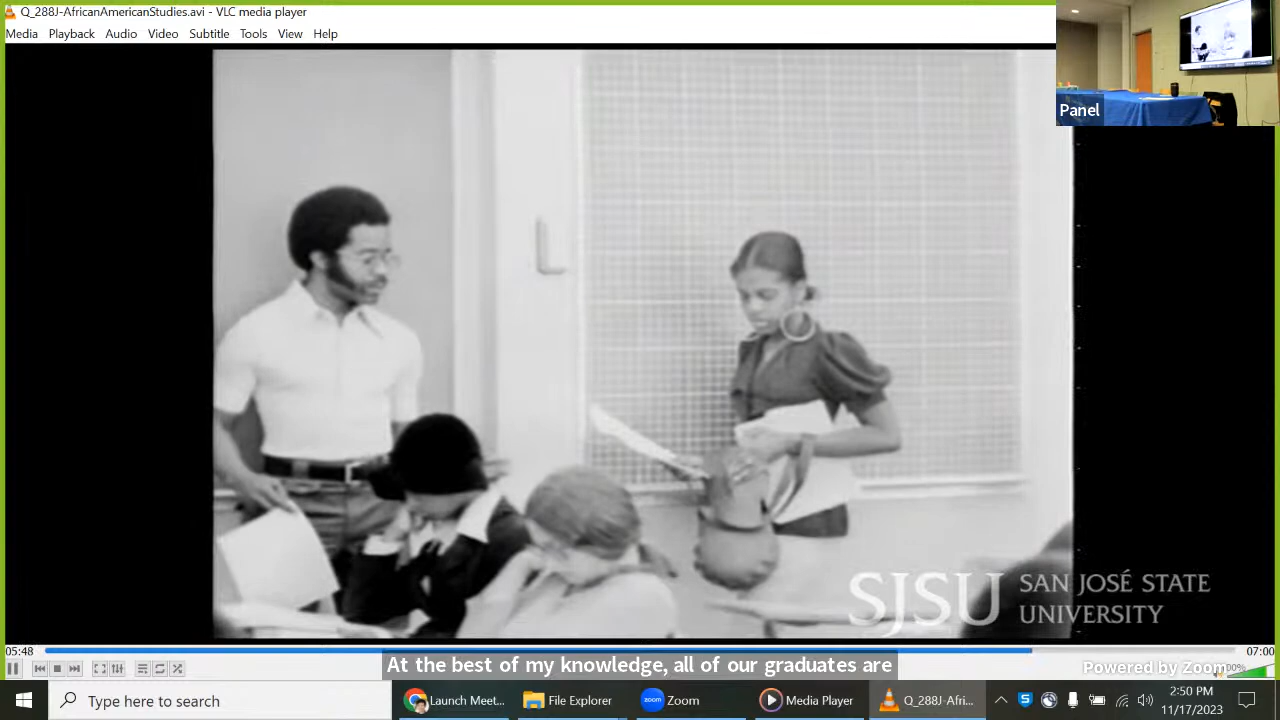 Q_288J-AfricanAmericanStudies.avi - VLC media player
Media Playback Audio Video Subtitle Tools View Help
Panel
SJSU SAN JOSÉ STATE
UNIVERSITY
05:48
07:00
At the best of my knowledge, all of our graduates are
Powered by Zoom
Type here to search
Launch Meet...
File Explorer
Zoom
zoom
Media Player
Q_288J-Afri...
2:50 PM
11/17/2023